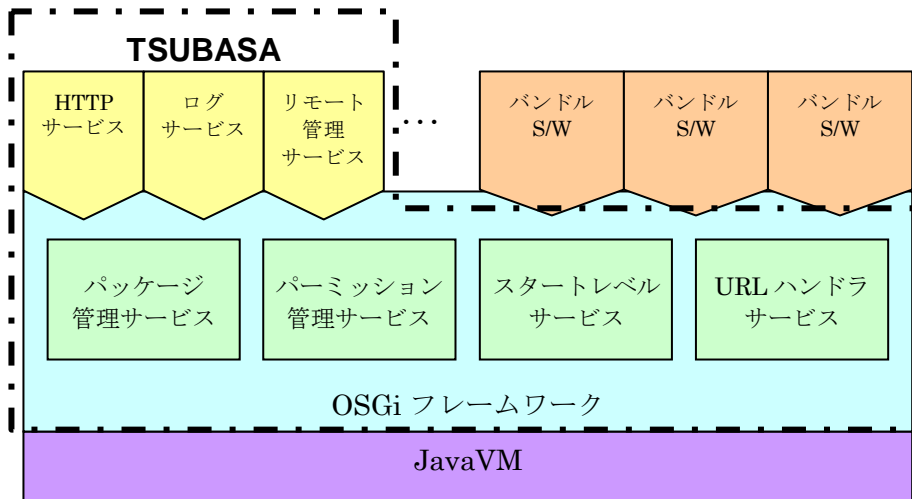 TSUBASA
HTTP
サービス
ログ
サービス
リモート
管理
サービス
…
バンドル
S/W
バンドル
S/W
バンドル
S/W
パッケージ
管理サービス
パーミッション
管理サービス
スタートレベル
サービス
URL ハンドラ
サービス
OSGi フレームワーク
JavaVM